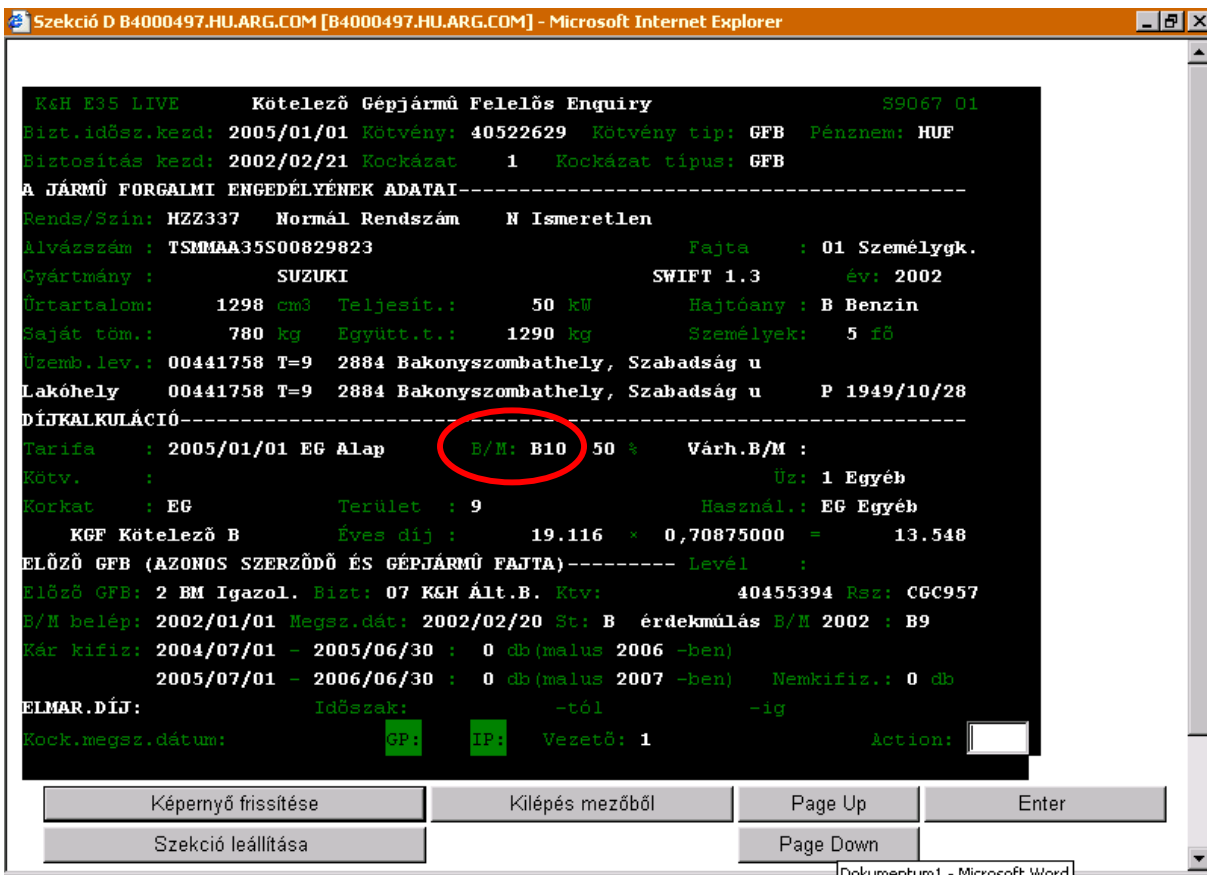 Szekció D B4000497.HU.ARG.COM [B4000497.HU.ARG.COM] - Microsoft Internet Explorer
K&H E35 LIVE Kötelezõ Gépjármû Felelõs Enquiry S9067 01
Bizt.idõsz.kezd: 2005/01/01 Kötvény: 40522629 Kötvény tip: GFB Pénznem: HUF
Biztosítás kezd: 2002/02/21 Kockázat 1 Kockázat típus: GFB
A JÁRMÛ FORGALMI ENGEDÉLYÉNEK ADATAI------------------------------------------
Rends/Szín: HZZ337 Normál Rendszám N Ismeretlen
Alvázszám : TSMMAA35S00829823 Fajta : 01 Személygk.
Gyártmány : SUZUKI SWIFT 1.3 év: 2002
Ûrtartalom: 1298 cm3 Teljesít.: 50 kW Hajtóany : B Benzin
Saját töm.: 780 kg Együtt.t.: 1290 kg Személyek: 5 fõ
Üzemb.lev.: 00441758 T=9 2884 Bakonyszombathely, Szabadság u
Lakóhely 00441758 T=9 2884 Bakonyszombathely, Szabadság u P 1949/10/28
DÍJKALKULÁCIÓ-----------------------------------------------------------------
Tarifa : 2005/01/01 EG Alap B/M: B10 50 % Várh.B/M :
Kötv. : Üz: 1 Egyéb
Korkat : EG Terület : 9 Használ.: EG Egyéb
KGF Kötelezõ B Éves díj : 19.116 × 0,70875000 = 13.548
ELÕZÕ GFB (AZONOS SZERZÕDÕ ÉS GÉPJÁRMÛ FAJTA)--------- Levél :
Elõzõ GFB: 2 BM Igazol. Bizt: 07 K&H Ált.B. Ktv: 40455394 Rsz: CGC957
B/M belép: 2002/01/01 Megsz.dát: 2002/02/20 St: B érdekmúlás B/M 2002 : B9
Kár kifiz: 2004/07/01 - 2005/06/30 : 0 db(malus 2006 -ben)
2005/07/01 - 2006/06/30 : 0 db(malus 2007 -ben) Nemkifiz.: 0 db
ELMAR.DÍJ: Idõszak: -tól -ig
Kock.megsz.dátum: GP: IP: Vezetõ: 1 Action:
Képernyő frissítése Kilépés mezőből Page Up Enter
Szekció leállítása Page Down
Dokumentum1 - Microsoft Word